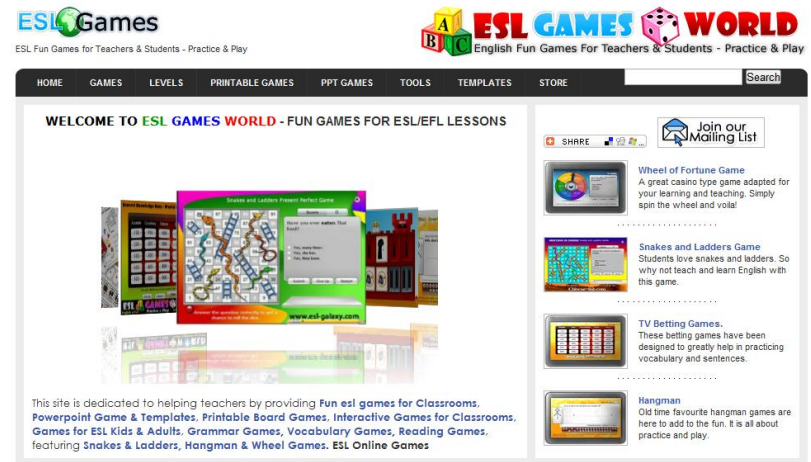 ESL Games
ESL Fun Games for Teachers & Students - Practice & Play
ABC
ESL GAMES WORLD
English Fun Games For Teachers & Students - Practice & Play
HOME GAMES LEVELS PRINTABLE GAMES PPT GAMES TOOLS TEMPLATES STORE Search
WELCOME TO ESL GAMES WORLD - FUN GAMES FOR ESL/EFL LESSONS
Snakes and Ladders Present Perfect Game
www.esl-galaxy.com
This site is dedicated to helping teachers by providing Fun esl games for Classrooms,
Powerpoint Game & Templates, Printable Board Games, Interactive Games for Classrooms,
Games for ESL Kids & Adults, Grammar Games, Vocabulary Games, Reading Games,
featuring Snakes & Ladders, Hangman & Wheel Games. ESL Online Games
SHARE
Join our
Mailing List
Wheel of Fortune Game
A great casino type game adapted for
your learning and teaching. Simply
spin the wheel and voila!
Snakes and Ladders Game
Students love snakes and ladders. So
why not teach and learn English with
this game.
TV Betting Games.
These betting games have been
designed to greatly help in practicing
vocabulary and sentences.
Hangman
Old time favourite hangman games are
here to add to the fun. It is all about
practice and play.